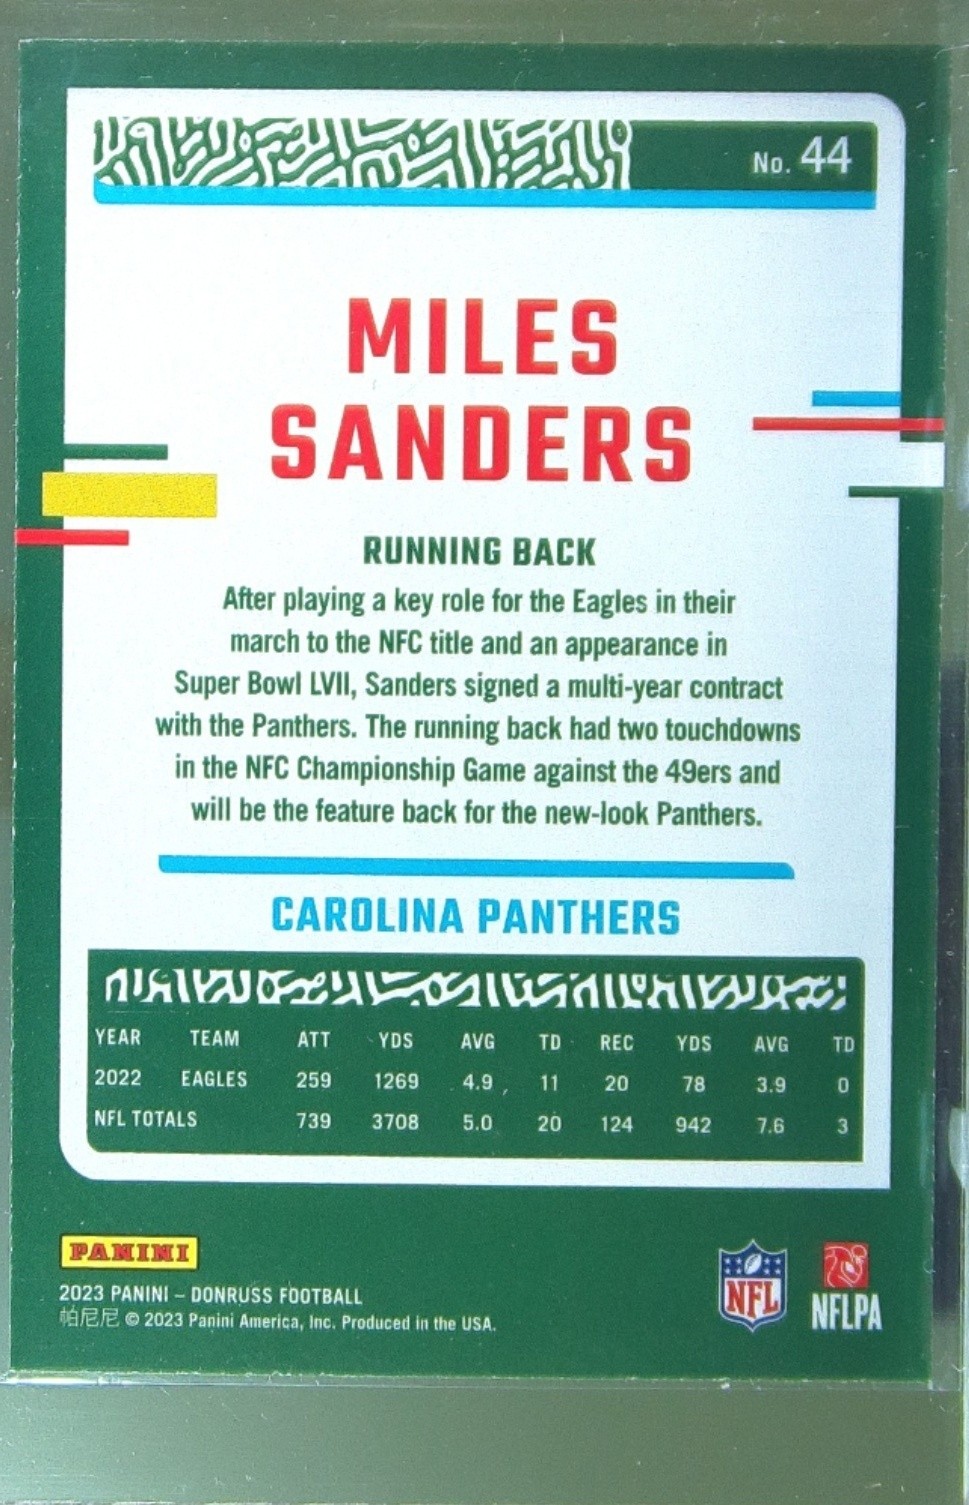 No. 44
MILES
SANDERS
RUNNING BACK
After playing a key role for the Eagles in their
march to the NFC title and an appearance in
Super Bowl LVII, Sanders signed a multi-year contract
with the Panthers. The running back had two touchdowns
in the NFC Championship Game against the 49ers and
will be the feature back for the new-look Panthers.
CAROLINA PANTHERS
YEAR TEAM ATT YDS AVG TD REC YDS AVG TD
2022 EAGLES 259 1269 4.9 11 20 78 3.9 0
NFL TOTALS 739 3708 5.0 20 124 942 7.6 3
PANINI
2023 PANINI – DONRUSS FOOTBALL
帕尼尼 © 2023 Panini America, Inc. Produced in the USA.
NFL
NFLPA